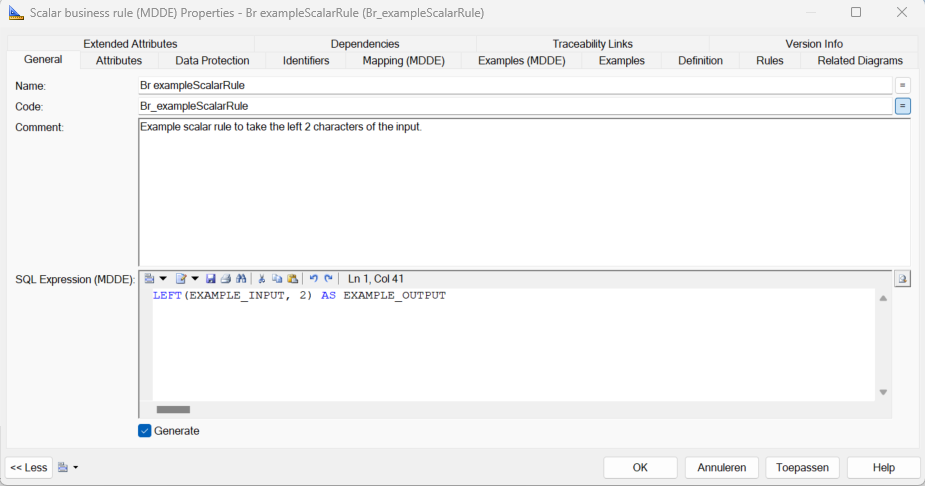 Scalar business rule (MDDE) Properties - Br exampleScalarRule (Br_exampleScalarRule)
Extended Attributes Dependencies Traceability Links Version Info
General Attributes Data Protection Identifiers Mapping (MDDE) Examples (MDDE) Examples Definition Rules Related Diagrams
Name: Br exampleScalarRule =
Code: Br_exampleScalarRule =
Comment: Example scalar rule to take the left 2 characters of the input.
SQL Expression (MDDE): Ln 1, Col 41
LEFT(EXAMPLE_INPUT, 2) AS EXAMPLE_OUTPUT
Generate
<< Less OK Annuleren Toepassen Help